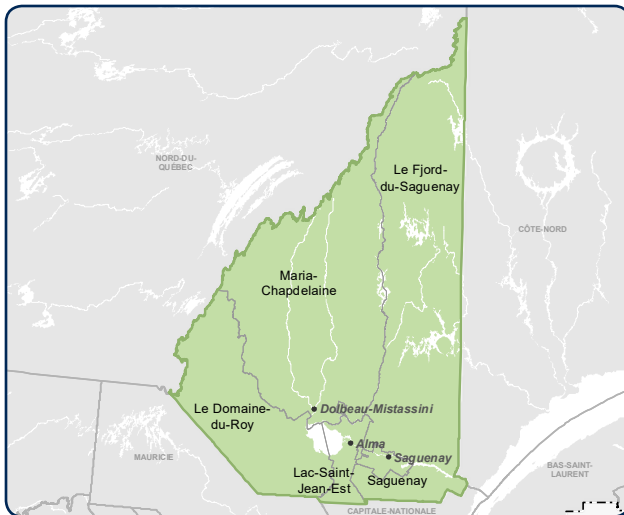 Le Fjord-
du-Saguenay
NORD-DU-
QUÉBEC
CÔTE-NORD
Maria-
Chapdelaine
Le Domaine-
du-Roy
Dolbeau-Mistassini
Alma
MAURICIE
Saguenay
Lac-Saint-
Jean-Est
Saguenay
BAS-SAINT-
LAURENT
CAPITALE-NATIONALE